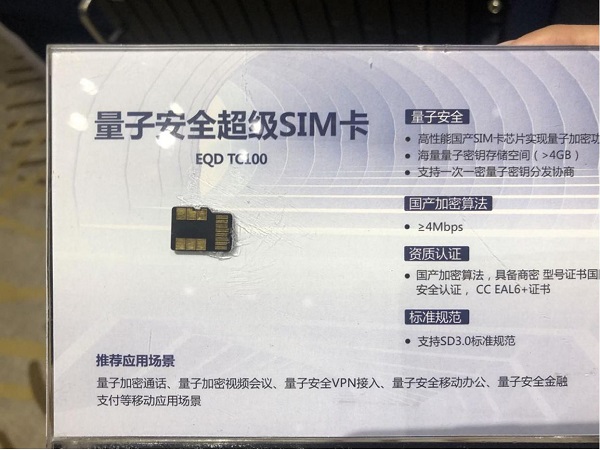 量子安全超级SIM卡
EQD TC100
量子安全
• 高性能国产SIM卡芯片实现量子加密功
• 海量量子密钥存储空间（>4GB）
• 支持一次一密量子密钥分发协商
国产加密算法
• ≥4Mbps
资质认证
• 国产加密算法，具备商密 型号证书国
安全认证， CC EAL6+证书
标准规范
• 支持SD3.0标准规范
推荐应用场景
量子加密通话、量子加密视频会议、量子安全VPN接入、量子安全移动办公、量子安全金融
支付等移动应用场景